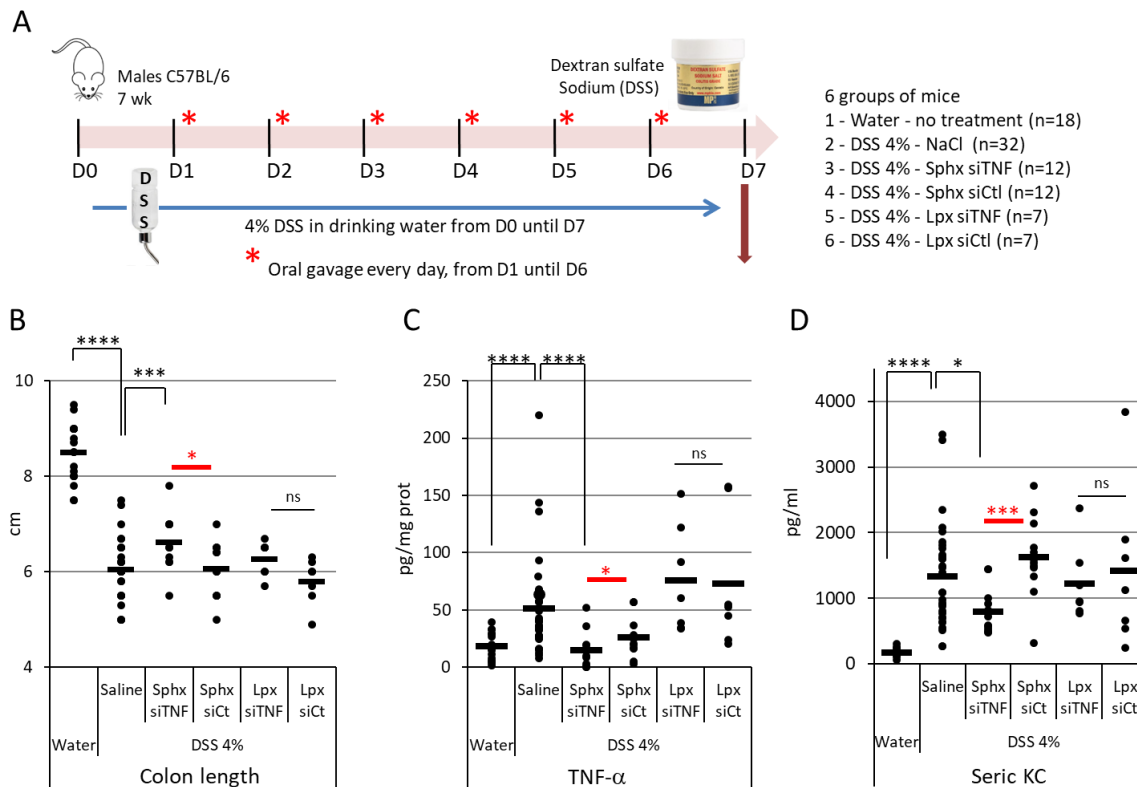 A
Males C57BL/6
7 wk
Dextran sulfate
Sodium (DSS)
DEXTRAN SULFATE
SODIUM SALT
MP
* * * * * *
D0 D1 D2 D3 D4 D5 D6 D7
D
S
S
4% DSS in drinking water from D0 until D7
* Oral gavage every day, from D1 until D6
6 groups of mice
1 - Water - no treatment (n=18)
2 - DSS 4% - NaCl (n=32)
3 - DSS 4% - Sphx siTNF (n=12)
4 - DSS 4% - Sphx siCtl (n=12)
5 - DSS 4% - Lpx siTNF (n=7)
6 - DSS 4% - Lpx siCtl (n=7)
B
****
***
*
ns
10
8
6
4
cm
Saline Sphx siTNF Sphx siCt Lpx siTNF Lpx siCt
Water DSS 4%
Colon length
C
**** ****
*
ns
250
200
150
100
50
0
pg/mg prot
Saline Sphx siTNF Sphx siCt Lpx siTNF Lpx siCt
Water DSS 4%
TNF-α
D
**** *
***
ns
4000
3000
2000
1000
0
pg/ml
Saline Sphx siTNF Sphx siCt Lpx siTNF Lpx siCt
Water DSS 4%
Seric KC